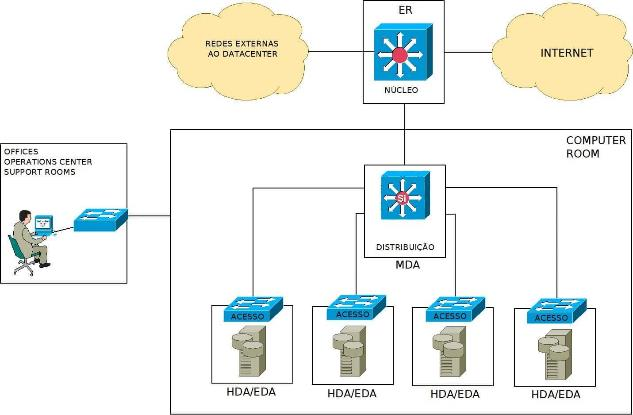 ER
REDES EXTERNAS
AO DATACENTER
INTERNET
NÚCLEO
COMPUTER
ROOM
OFFICES
OPERATIONS CENTER
SUPPORT ROOMS
SI
DISTRIBUIÇÃO
MDA
ACESSO
ACESSO
ACESSO
ACESSO
HDA/EDA
HDA/EDA
HDA/EDA
HDA/EDA